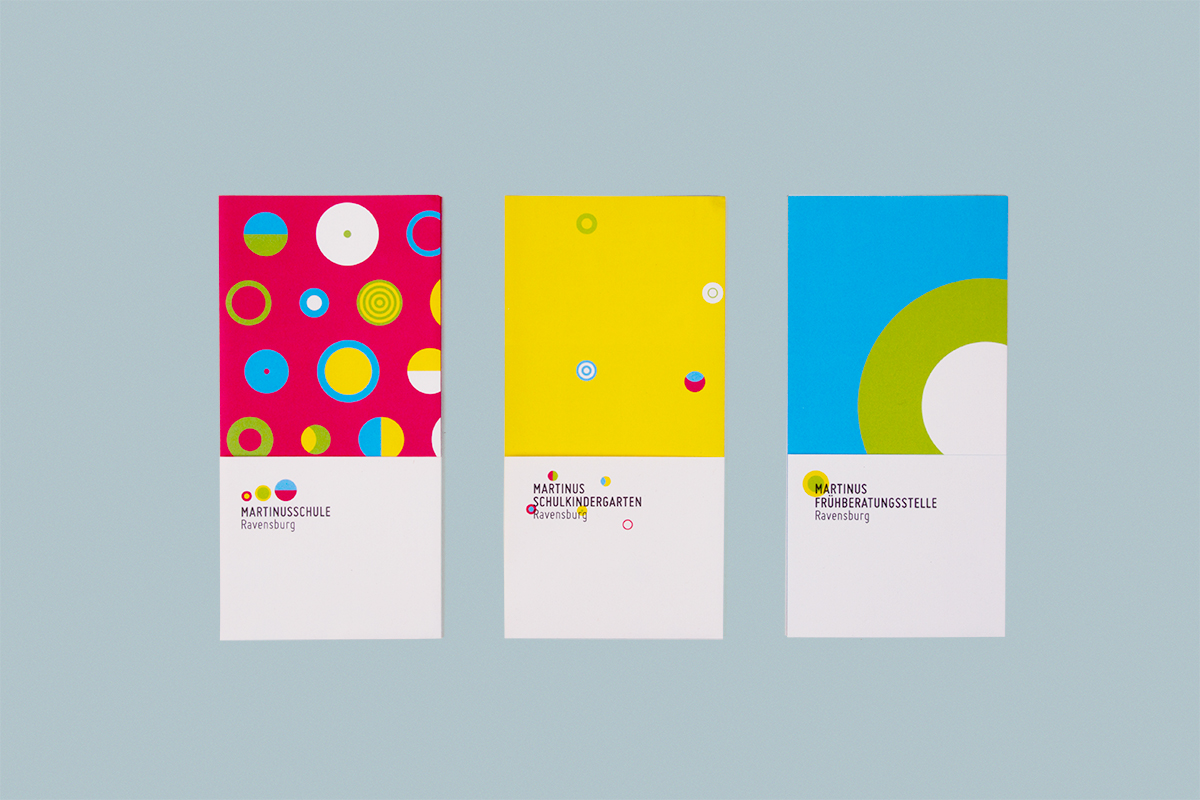 MARTINUSSCHULE
Ravensburg
MARTINUS
SCHULKINDERGARTEN
Ravensburg
MARTINUS
FRÜHBERATUNGSSTELLE
Ravensburg